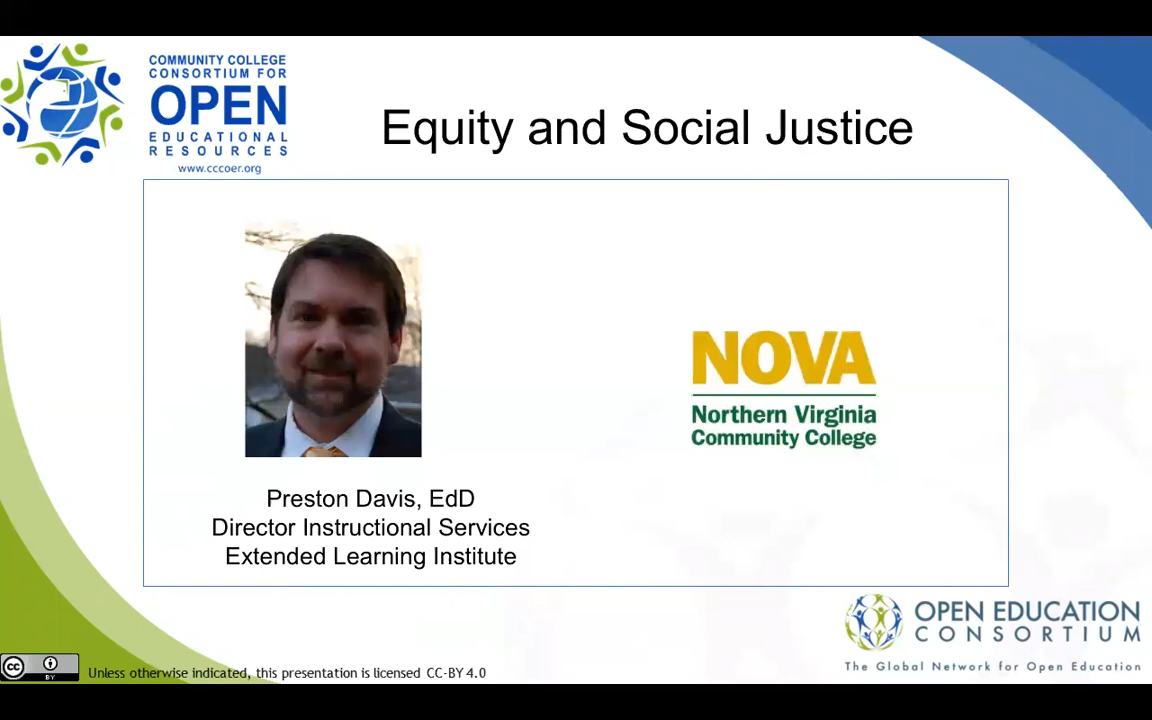 COMMUNITY COLLEGE
CONSORTIUM FOR
OPEN
EDUCATIONAL
RESOURCES
www.cccoer.org
Equity and Social Justice
NOVA
Northern Virginia
Community College
Preston Davis, EdD
Director Instructional Services
Extended Learning Institute
OPEN EDUCATION
CONSORTIUM
The Global Network for Open Education
cc
BY
Unless otherwise indicated, this presentation is licensed CC-BY 4.0